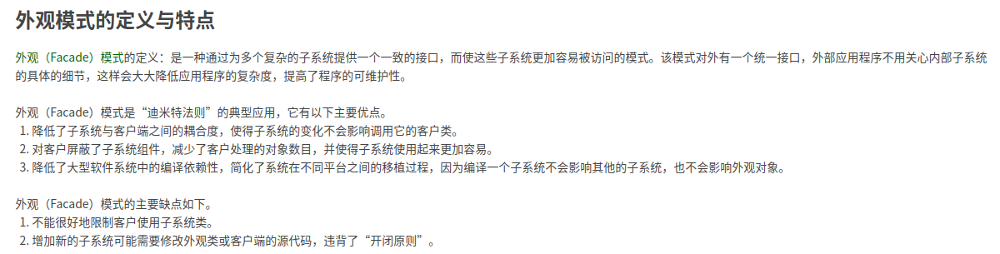 外观模式的定义与特点
外观（Facade）模式的定义：是一种通过为多个复杂的子系统提供一个一致的接口，而使这些子系统更加容易被访问的模式。该模式对外有一个统一接口，外部应用程序不用关心内部子系统
的具体的细节，这样会大大降低应用程序的复杂度，提高了程序的可维护性。
外观（Facade）模式是“迪米特法则”的典型应用，它有以下主要优点。
1. 降低了子系统与客户端之间的耦合度，使得子系统的变化不会影响调用它的客户类。
2. 对客户屏蔽了子系统组件，减少了客户处理的对象数目，并使得子系统使用起来更加容易。
3. 降低了大型软件系统中的编译依赖性，简化了系统在不同平台之间的移植过程，因为编译一个子系统不会影响其他的子系统，也不会影响外观对象。
外观（Facade）模式的主要缺点如下。
1. 不能很好地限制客户使用子系统类。
2. 增加新的子系统可能需要修改外观类或客户端的源代码，违背了“开闭原则”。